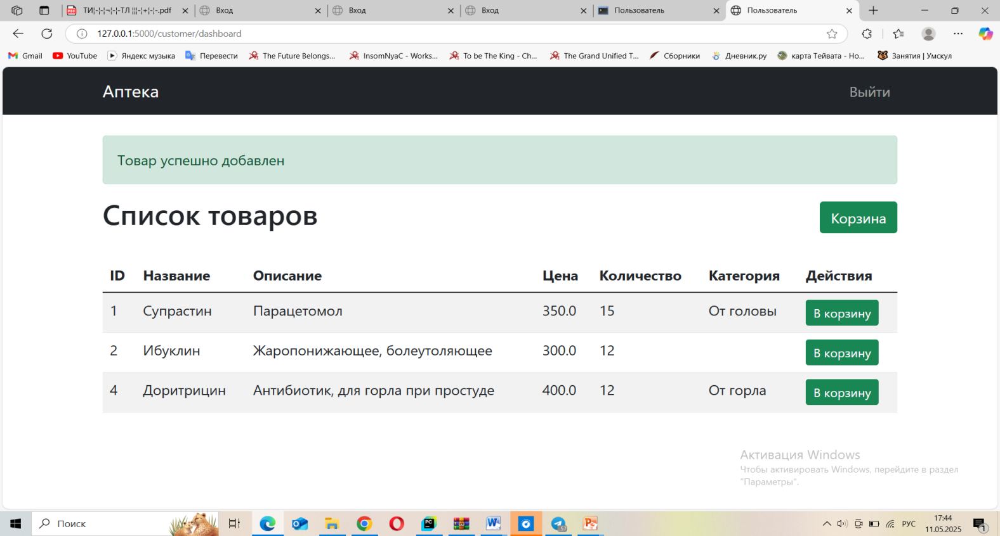 ТИ¦-¦-¦¬¦-¦-ТЛ ¦¦¦-¦+¦-¦-.pdf
Вход
Вход
Вход
Пользователь
Пользователь
127.0.0.1:5000/customer/dashboard
Gmail
YouTube
Яндекс музыка
Перевести
The Future Belongs...
InsomNyaC - Works...
To be The King - Ch...
The Grand Unified T...
Сборники
Дневник.ру
карта Тейвата - Ho...
Занятия | Умскул
Аптека
Выйти
Товар успешно добавлен
Список товаров
Корзина
ID Название Описание Цена Количество Категория Действия
1 Супрастин Парацетомол 350.0 15 От головы В корзину
2 Ибуклин Жаропонижающее, болеутоляющее 300.0 12 В корзину
4 Доритрицин Антибиотик, для горла при простуде 400.0 12 От горла В корзину
Активация Windows
Чтобы активировать Windows, перейдите в раздел
"Параметры".
Поиск
РУС
17:44
11.05.2025